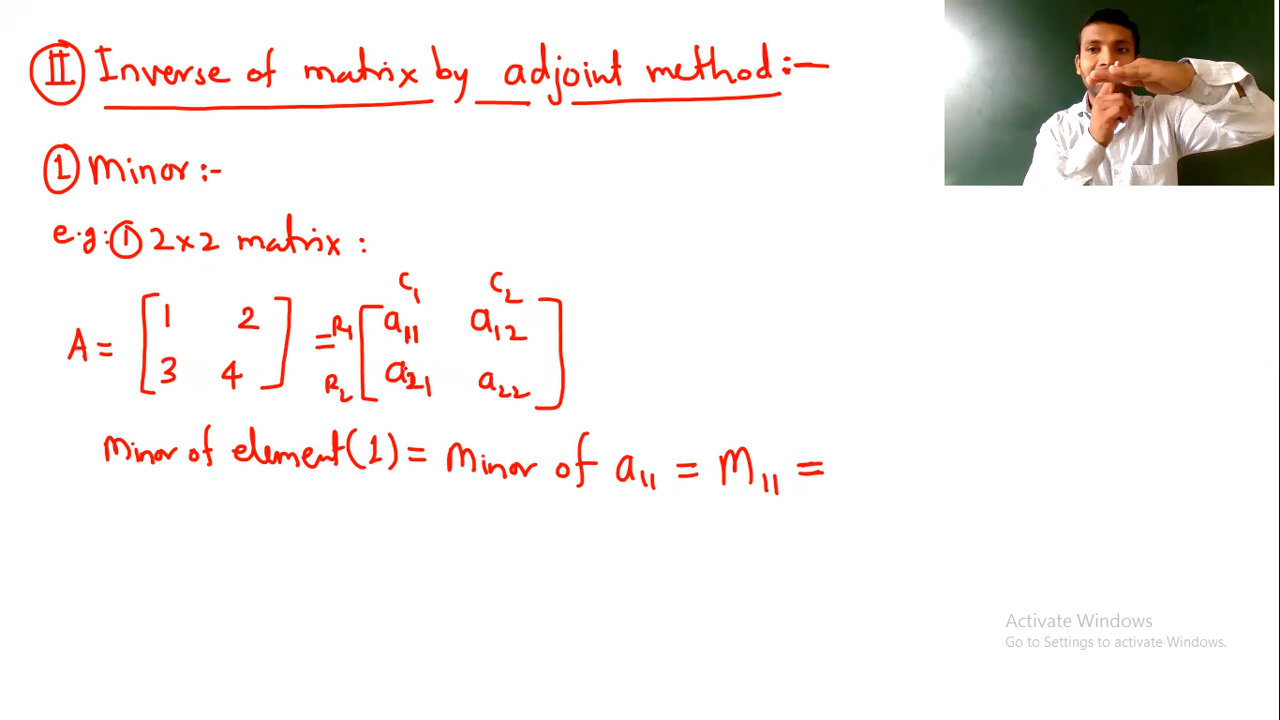 II Inverse of matrix by adjoint method:-
1 Minor:-
e.g: 1 2×2 matrix:
C1 C2
A = [1 2 = R1 [a11 a12
3 4] R2 a21 a22]
Minor of element(1) = Minor of a11 = M11 =
Activate Windows
Go to Settings to activate Windows.